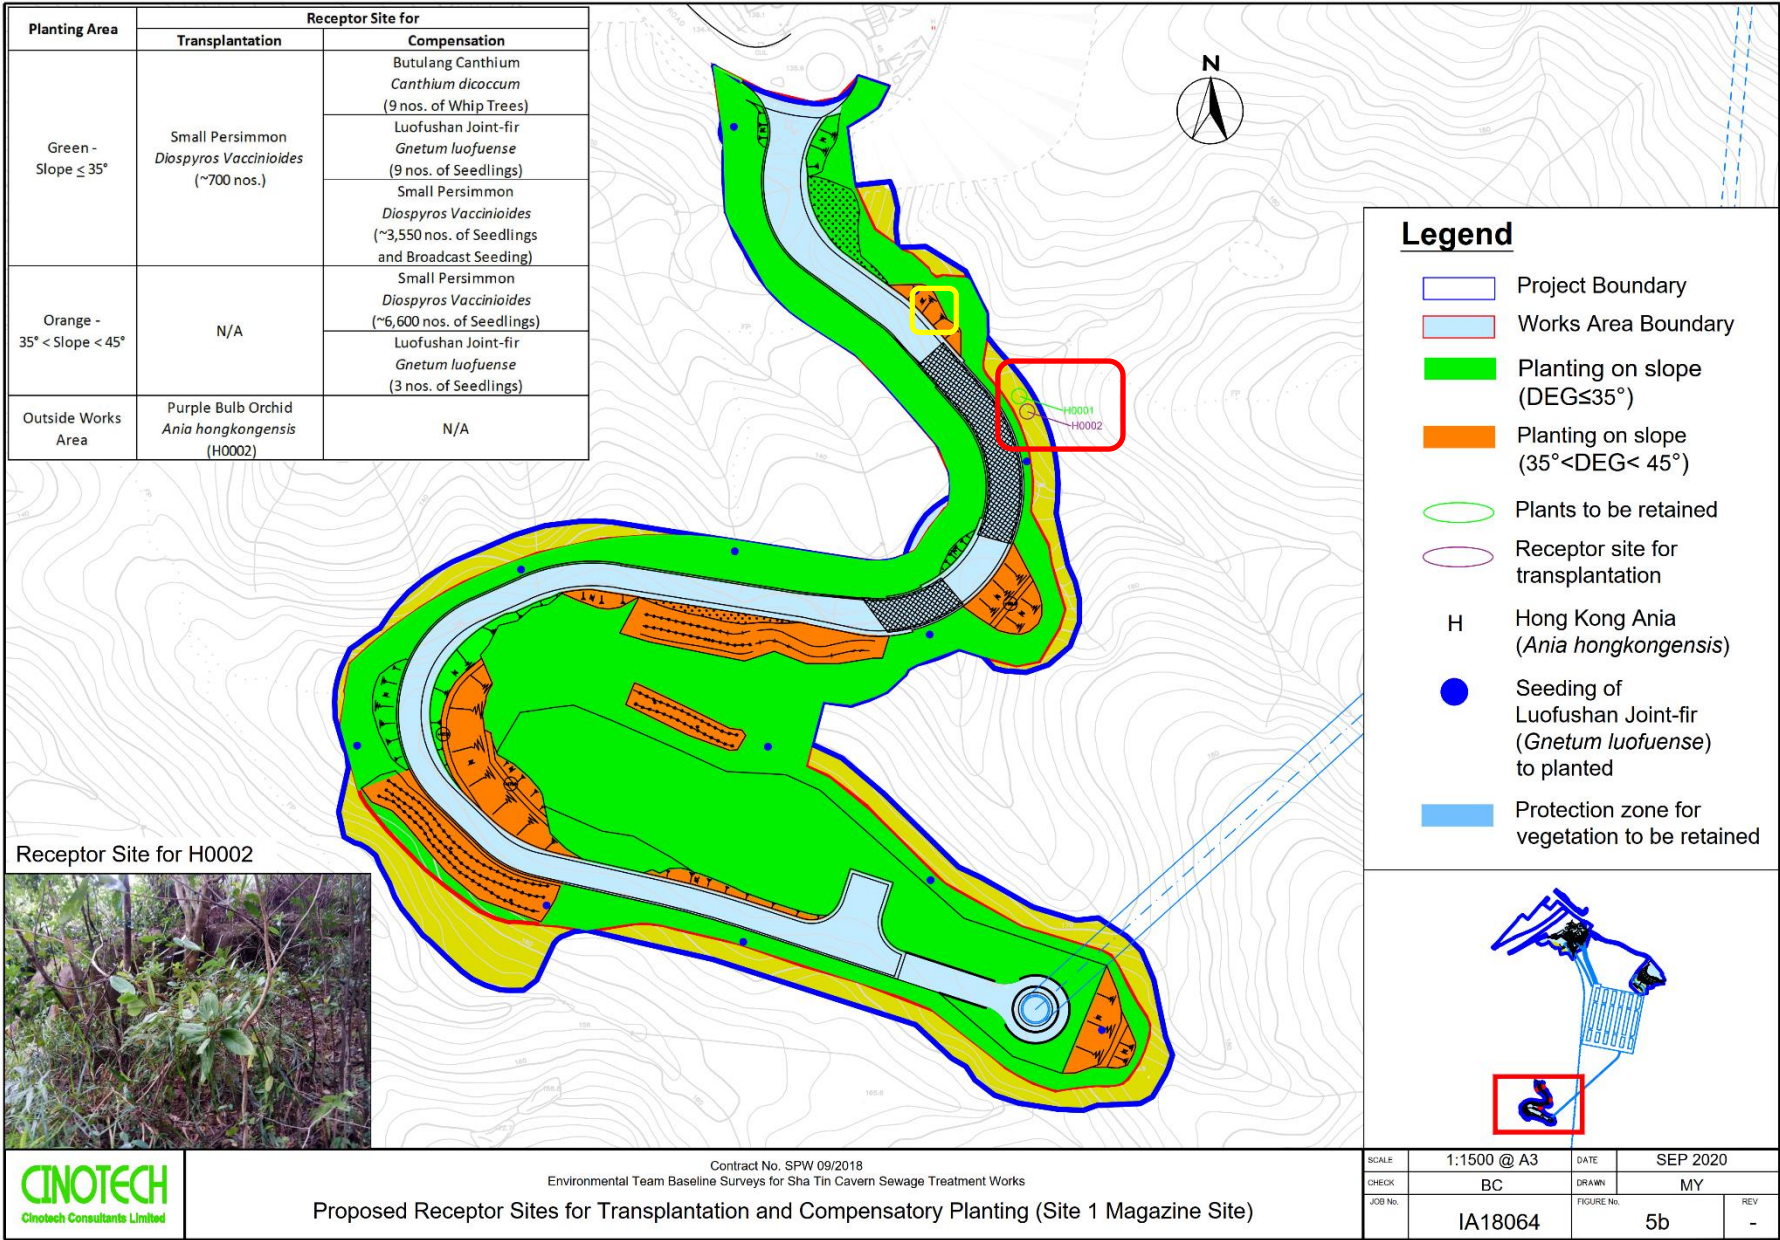 Planting Area
Receptor Site for
Transplantation
Compensation
Green -
Slope ≤ 35°
Small Persimmon
Diospyros Vaccinioides
(~700 nos.)
Butulang Canthium
Canthium dicoccum
(9 nos. of Whip Trees)
Luofushan Joint-fir
Gnetum luofuense
(9 nos. of Seedlings)
Small Persimmon
Diospyros Vaccinioides
(~3,550 nos. of Seedlings
and Broadcast Seeding)
Orange -
35° < Slope < 45°
N/A
Small Persimmon
Diospyros Vaccinioides
(~6,600 nos. of Seedlings)
Luofushan Joint-fir
Gnetum luofuense
(3 nos. of Seedlings)
Outside Works
Area
Purple Bulb Orchid
Ania hongkongensis
(H0002)
N/A
N
H0001
H0002
Legend
Project Boundary
Works Area Boundary
Planting on slope
(DEG≤35°)
Planting on slope
(35°<DEG< 45°)
Plants to be retained
Receptor site for
transplantation
H
Hong Kong Ania
(Ania hongkongensis)
Seeding of
Luofushan Joint-fir
(Gnetum luofuense)
to planted
Protection zone for
vegetation to be retained
Receptor Site for H0002
CINOTECH
Cinotech Consultants Limited
Contract No. SPW 09/2018
Environmental Team Baseline Surveys for Sha Tin Cavern Sewage Treatment Works
Proposed Receptor Sites for Transplantation and Compensatory Planting (Site 1 Magazine Site)
SCALE
1:1500 @ A3
DATE
SEP 2020
CHECK
BC
DRAWN
MY
JOB No.
IA18064
FIGURE No.
5b
REV
-